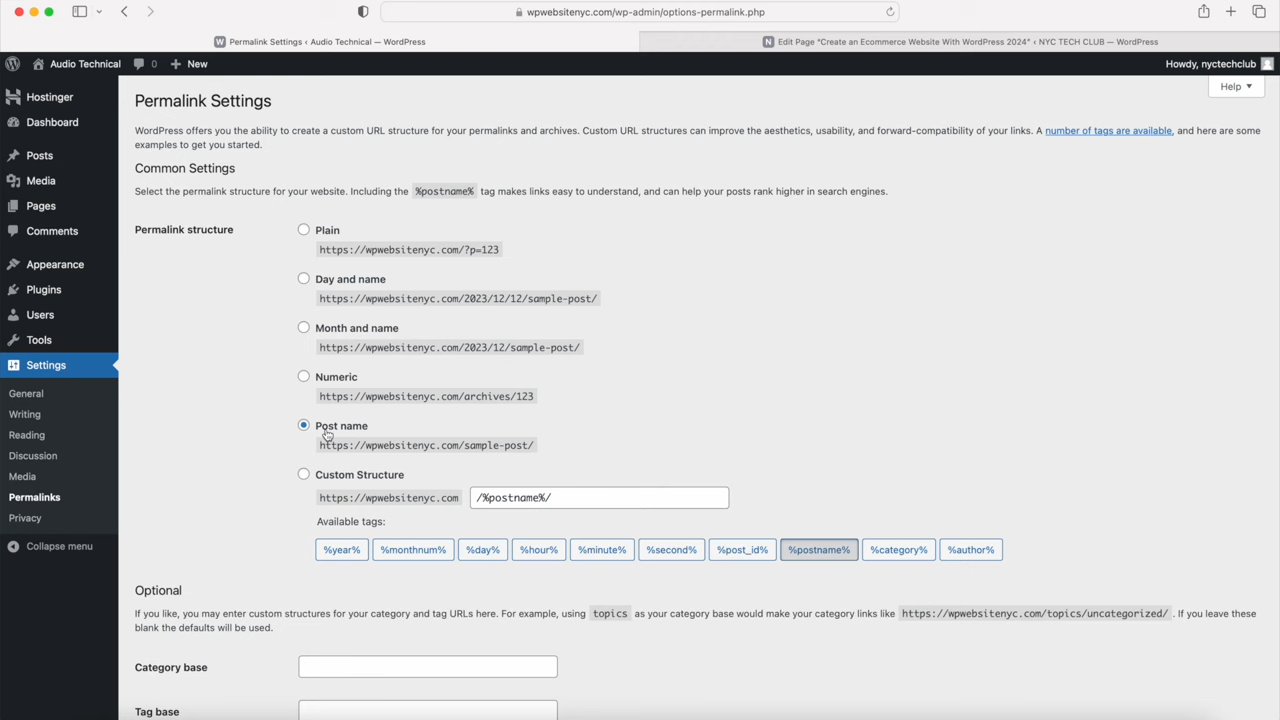 wpwebsitenyc.com/wp-admin/options-permalink.php
Permalink Settings ‹ Audio Technical — WordPress
Edit Page “Create an Ecommerce Website With WordPress 2024” ‹ NYC TECH CLUB — WordPress
Audio Technical
0
New
Howdy, nyctechclub
Hostinger
Dashboard
Posts
Media
Pages
Comments
Appearance
Plugins
Users
Tools
Settings
General
Writing
Reading
Discussion
Media
Permalinks
Privacy
Collapse menu
Help ▼
Permalink Settings
WordPress offers you the ability to create a custom URL structure for your permalinks and archives. Custom URL structures can improve the aesthetics, usability, and forward-compatibility of your links. A number of tags are available, and here are some
examples to get you started.
Common Settings
Select the permalink structure for your website. Including the %postname% tag makes links easy to understand, and can help your posts rank higher in search engines.
Permalink structure
Plain
https://wpwebsitenyc.com/?p=123
Day and name
https://wpwebsitenyc.com/2023/12/12/sample-post/
Month and name
https://wpwebsitenyc.com/2023/12/sample-post/
Numeric
https://wpwebsitenyc.com/archives/123
Post name
https://wpwebsitenyc.com/sample-post/
Custom Structure
https://wpwebsitenyc.com /%postname%/
Available tags:
%year% %monthnum% %day% %hour% %minute% %second% %post_id% %postname% %category% %author%
Optional
If you like, you may enter custom structures for your category and tag URLs here. For example, using topics as your category base would make your category links like https://wpwebsitenyc.com/topics/uncategorized/ . If you leave these
blank the defaults will be used.
Category base
Tag base